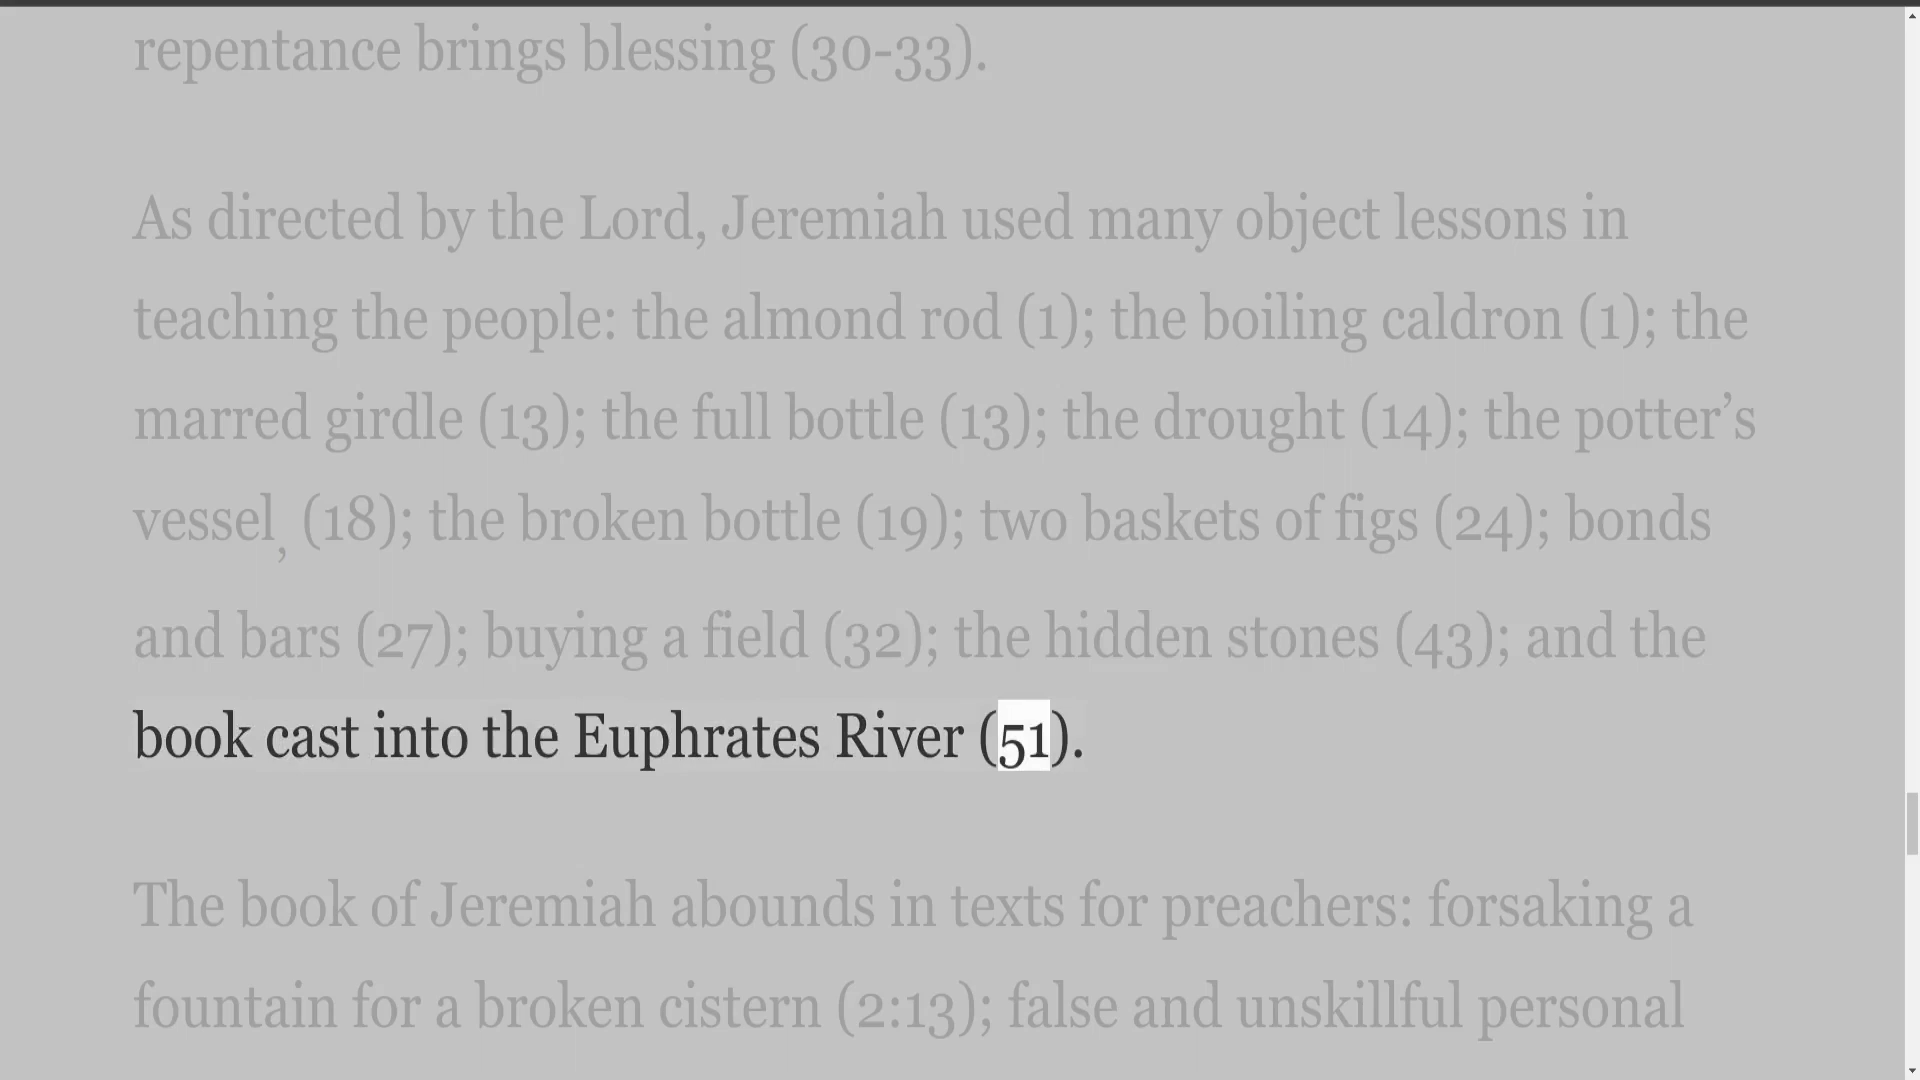 repentance brings blessing (30-33).
As directed by the Lord, Jeremiah used many object lessons in
teaching the people: the almond rod (1); the boiling caldron (1); the
marred girdle (13); the full bottle (13); the drought (14); the potter’s
vessel, (18); the broken bottle (19); two baskets of figs (24); bonds
and bars (27); buying a field (32); the hidden stones (43); and the
book cast into the Euphrates River (51).
The book of Jeremiah abounds in texts for preachers: forsaking a
fountain for a broken cistern (2:13); false and unskillful personal